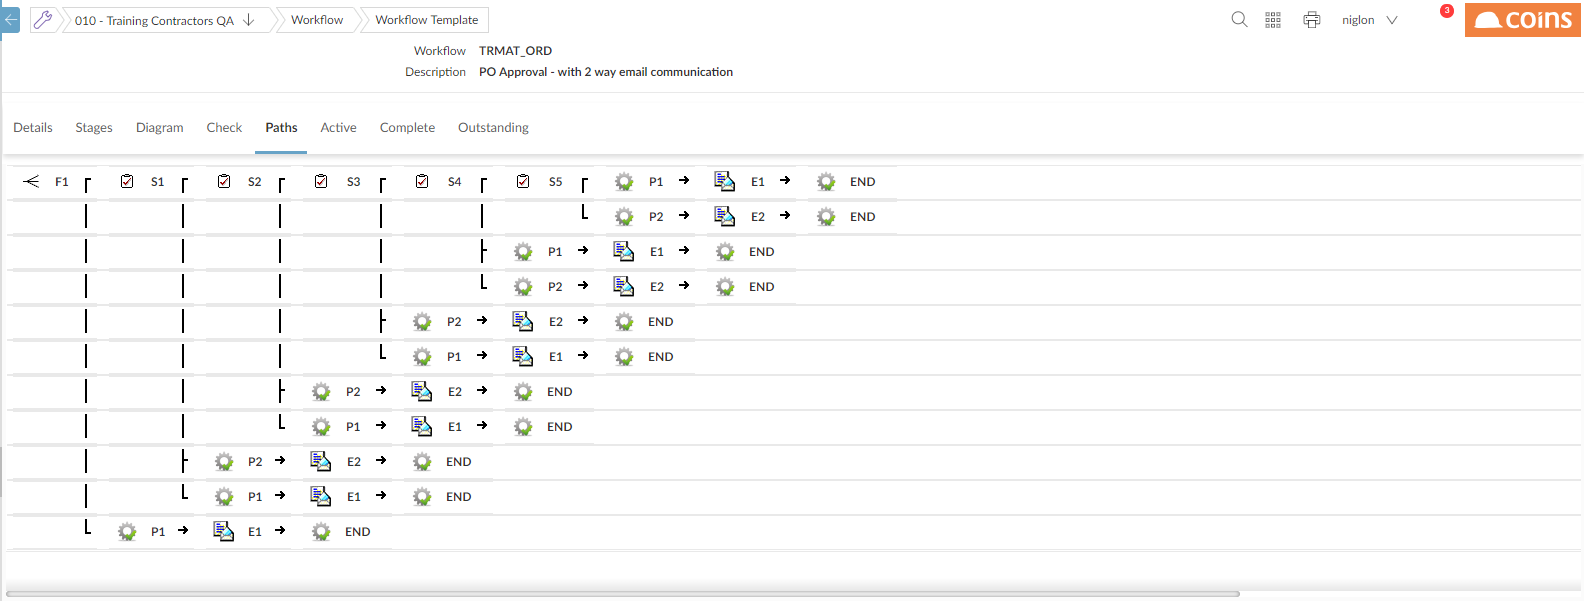 010 - Training Contractors QA Workflow Workflow Template niglon 3 coins
Workflow TRMAT_ORD
Description PO Approval - with 2 way email communication
Details Stages Diagram Check Paths Active Complete Outstanding
F1 S1 S2 S3 S4 S5 P1 E1 END
P2 E2 END
P1 E1 END
P2 E2 END
P2 E2 END
P1 E1 END
P2 E2 END
P1 E1 END
P2 E2 END
P1 E1 END
P1 E1 END